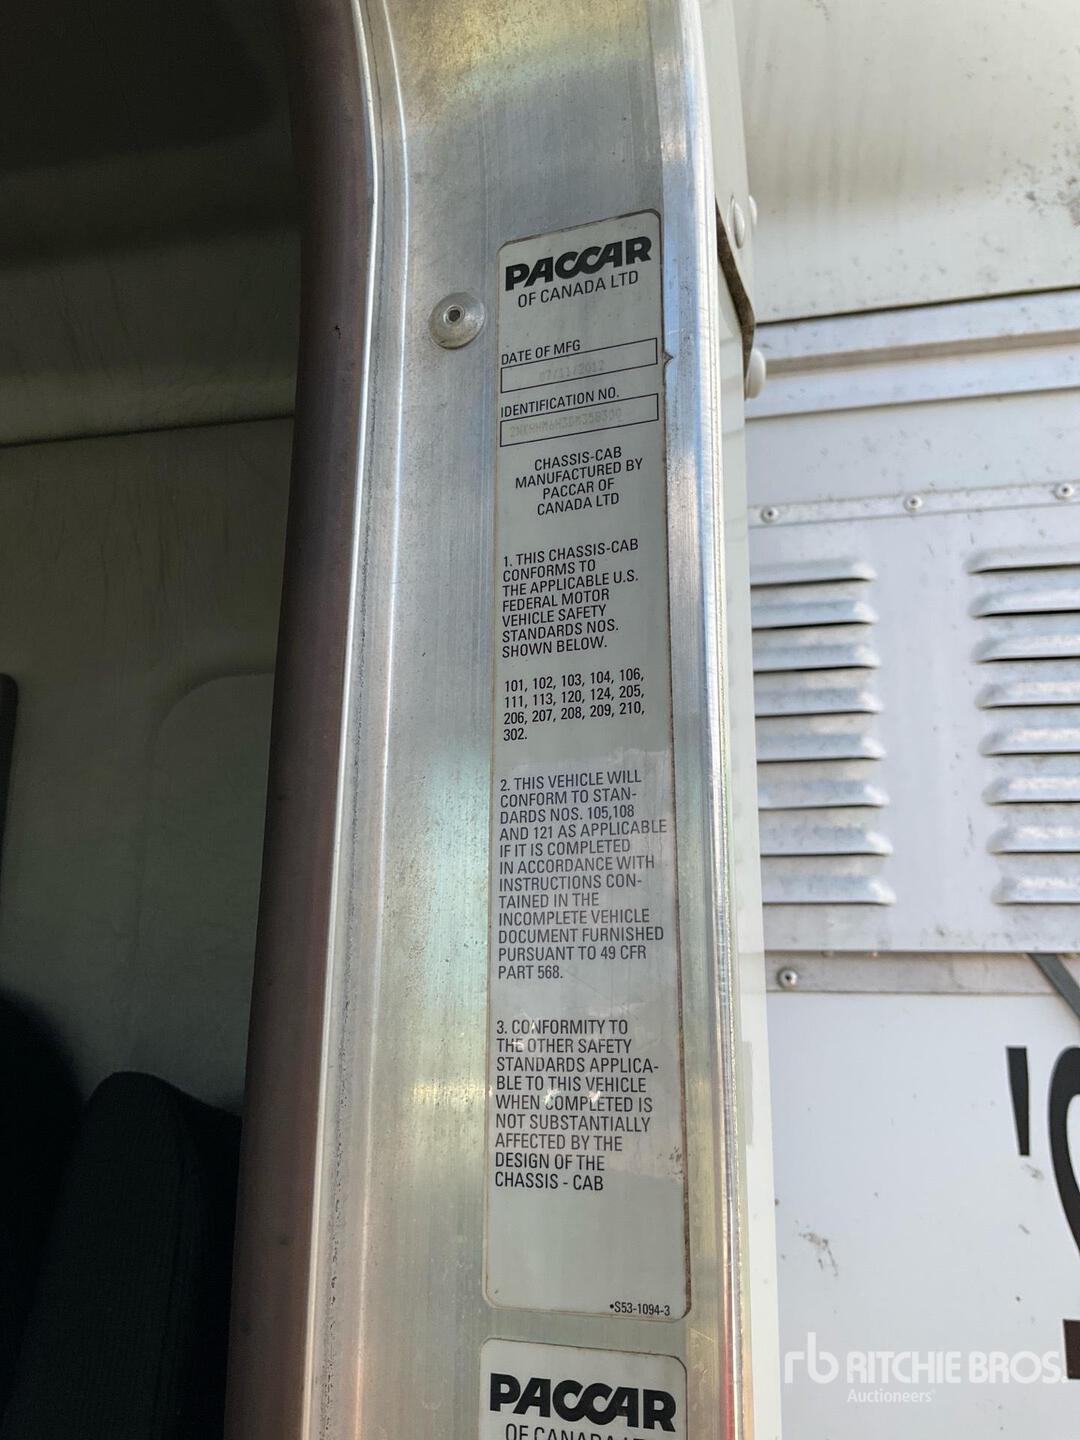 PACCAR
OF CANADA LTD
DATE OF MFG
07/11/2012
IDENTIFICATION NO.
CHASSIS-CAB
MANUFACTURED BY
PACCAR OF
CANADA LTD
1. THIS CHASSIS-CAB
CONFORMS TO
THE APPLICABLE U.S.
FEDERAL MOTOR
VEHICLE SAFETY
STANDARDS NOS.
SHOWN BELOW.
101, 102, 103, 104, 106,
111, 113, 120, 124, 205,
206, 207, 208, 209, 210,
302.
2. THIS VEHICLE WILL
CONFORM TO STAN-
DARDS NOS. 105,108
AND 121 AS APPLICABLE
IF IT IS COMPLETED
IN ACCORDANCE WITH
INSTRUCTIONS CON-
TAINED IN THE
INCOMPLETE VEHICLE
DOCUMENT FURNISHED
PURSUANT TO 49 CFR
PART 568.
3. CONFORMITY TO
THE OTHER SAFETY
STANDARDS APPLICA-
BLE TO THIS VEHICLE
WHEN COMPLETED IS
NOT SUBSTANTIALLY
AFFECTED BY THE
DESIGN OF THE
CHASSIS - CAB
•S53-1094-3
PACCAR
OF CANADA
rb RITCHIE BROS.
Auctioneers